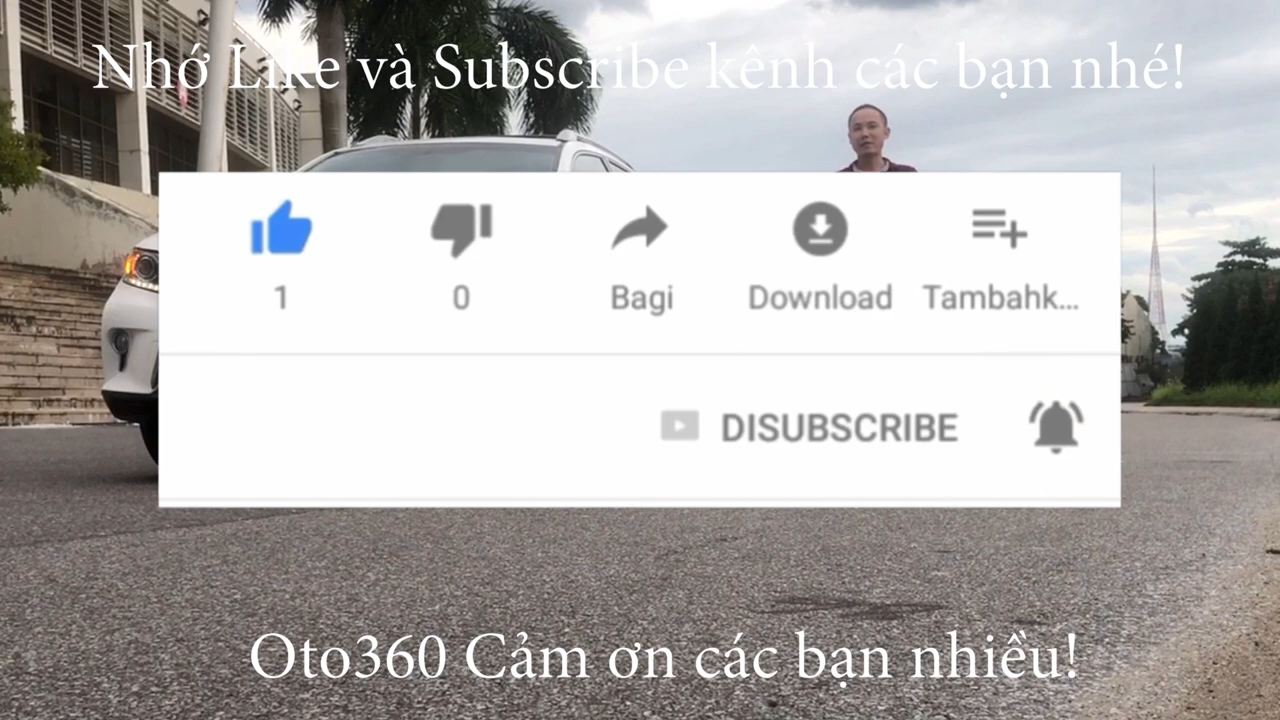 Nhớ Like và Subscribe kênh các bạn nhé!
1 0 Bagi Download Tambahk...
DISUBSCRIBE
Oto360 Cảm ơn các bạn nhiều!